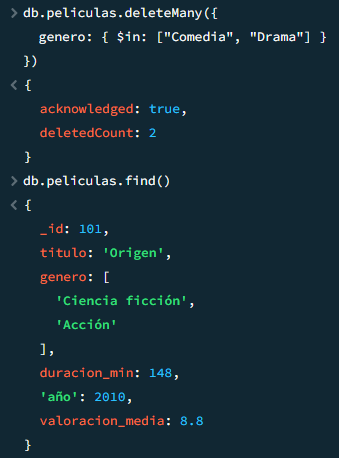 > db.peliculas.deleteMany({
genero: { $in: ["Comedia", "Drama"] }
})
< {
acknowledged: true,
deletedCount: 2
}
> db.peliculas.find()
< {
_id: 101,
titulo: 'Origen',
genero: [
'Ciencia ficción',
'Acción'
],
duracion_min: 148,
'año': 2010,
valoracion_media: 8.8
}